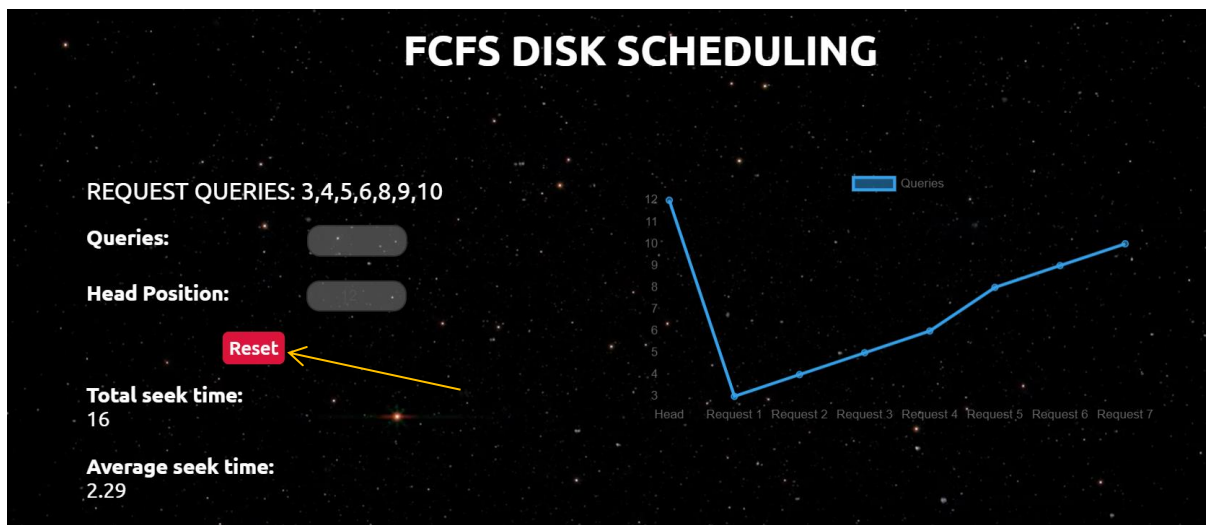 FCFS DISK SCHEDULING
REQUEST QUERIES: 3,4,5,6,8,9,10
Queries:
Head Position:
12
Reset
Total seek time:
16
Average seek time:
2.29
Queries
12
11
10
9
8
7
6
5
4
3
Head Request 1 Request 2 Request 3 Request 4 Request 5 Request 6 Request 7